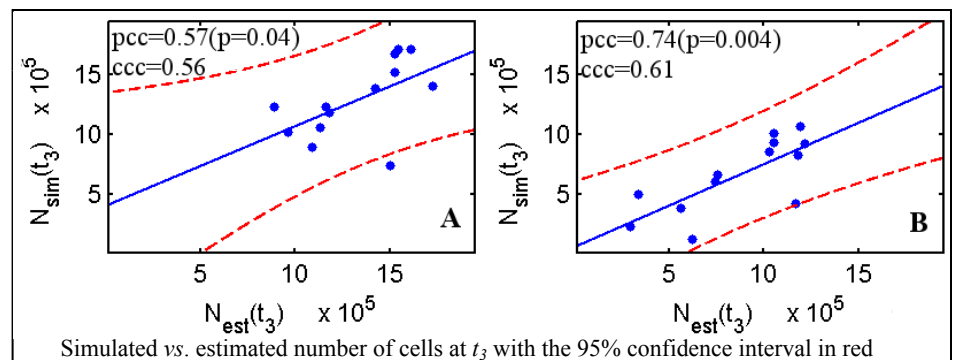 pcc=0.57(p=0.04)
ccc=0.56
15
10
5
N_sim(t_3) x 10^5
A
5 10 15
N_est(t_3) x 10^5
pcc=0.74(p=0.004)
ccc=0.61
15
10
5
N_sim(t_3) x 10^5
B
5 10 15
N_est(t_3) x 10^5
Simulated vs. estimated number of cells at t_3 with the 95% confidence interval in red